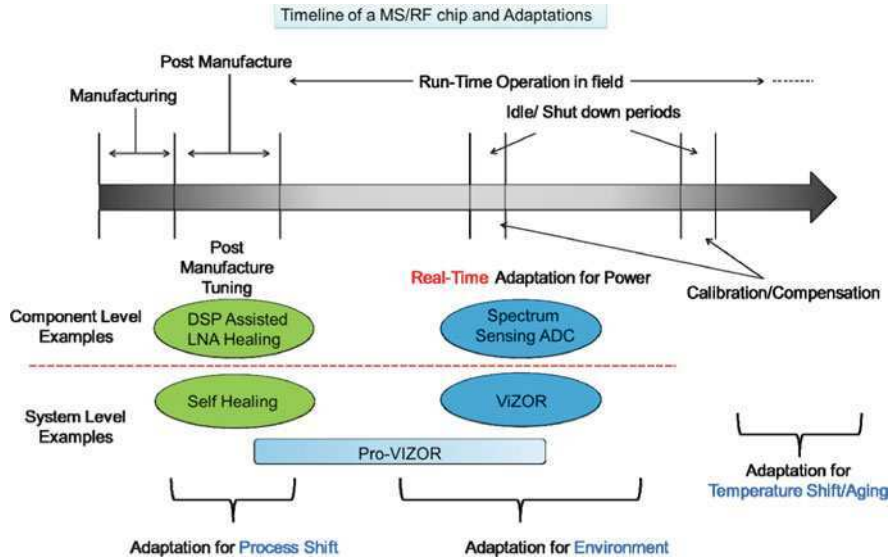 Timeline of a MS/RF chip and Adaptations
Post Manufacture
Run-Time Operation in field
Manufacturing
Idle/ Shut down periods
Post
Manufacture
Tuning
Real-Time Adaptation for Power
Calibration/Compensation
Component Level
Examples
DSP Assisted
LNA Healing
Spectrum
Sensing ADC
System Level
Examples
Self Healing
ViZOR
Pro-VIZOR
Adaptation for
Temperature Shift/Aging
Adaptation for Process Shift
Adaptation for Environment